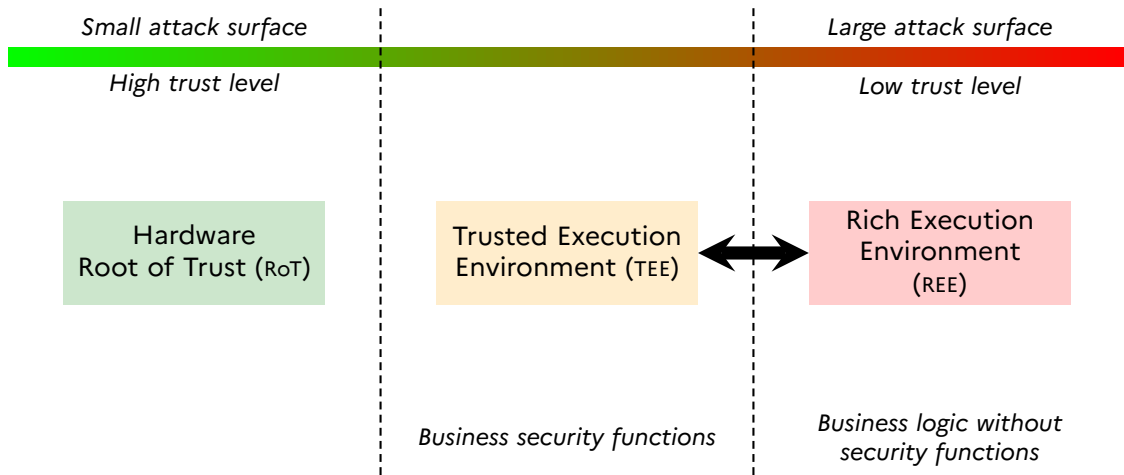 Small attack surface
Large attack surface
High trust level
Low trust level
Hardware
Root of Trust (RoT)
Trusted Execution
Environment (TEE)
Rich Execution
Environment
(REE)
Business security functions
Business logic without
security functions